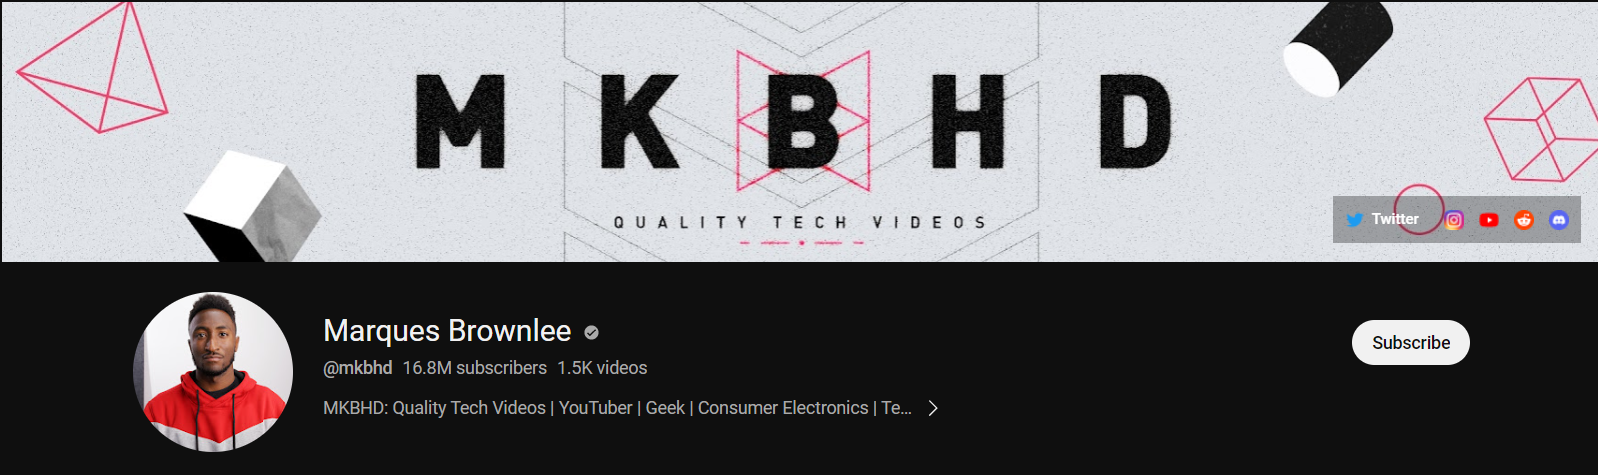 M K B H D
QUALITY TECH VIDEOS
Twitter
Marques Brownlee
Subscribe
@mkbhd 16.8M subscribers 1.5K videos
MKBHD: Quality Tech Videos | YouTuber | Geek | Consumer Electronics | Te...